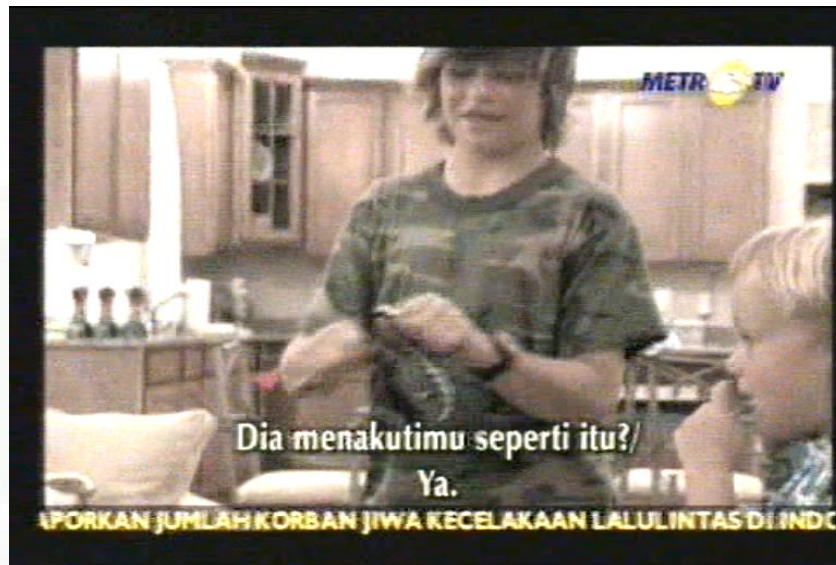 METRO TV
Dia menakutimu seperti itu?/
Ya.
APORKAN JUMLAH KORBAN JIWA KECELAKAAN LALULINTAS DI INDO